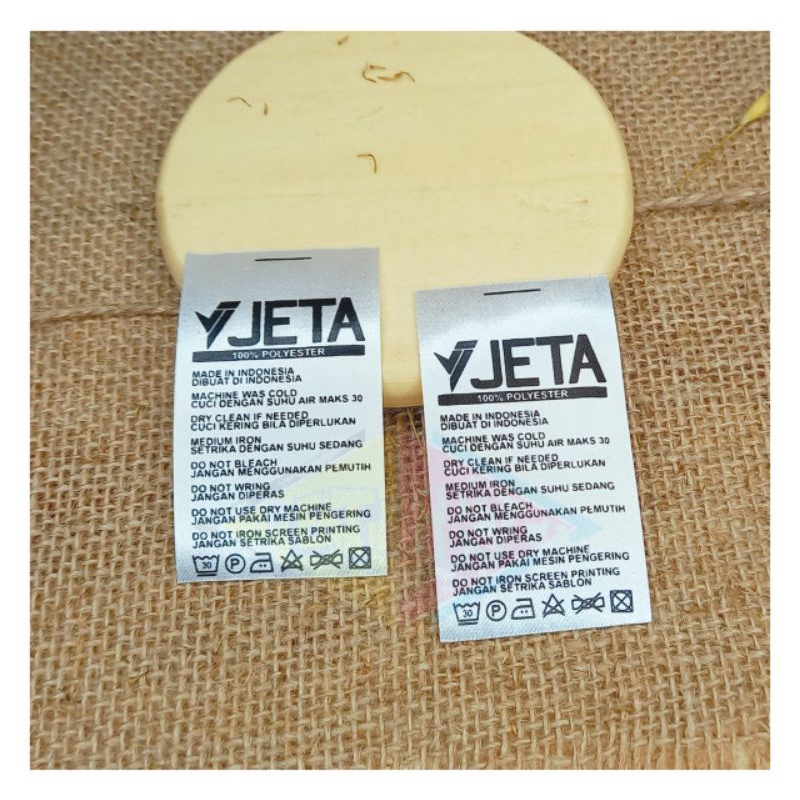 JETA
100% POLYESTER
MADE IN INDONESIA
DIBUAT DI INDONESIA
MACHINE WAS COLD
CUCI DENGAN SUHU AIR MAKS 30
DRY CLEAN IF NEEDED
CUCI KERING BILA DIPERLUKAN
MEDIUM IRON
SETRIKA DENGAN SUHU SEDANG
DO NOT BLEACH
JANGAN MENGGUNAKAN PEMUTIH
DO NOT WRING
JANGAN DIPERAS
DO NOT USE DRY MACHINE
JANGAN PAKAI MESIN PENGERING
DO NOT IRON SCREEN PRINTING
JANGAN SETRIKA SABLON
30 P
JETA
100% POLYESTER
MADE IN INDONESIA
DIBUAT DI INDONESIA
MACHINE WAS COLD
CUCI DENGAN SUHU AIR MAKS 30
DRY CLEAN IF NEEDED
CUCI KERING BILA DIPERLUKAN
MEDIUM IRON
SETRIKA DENGAN SUHU SEDANG
DO NOT BLEACH
JANGAN MENGGUNAKAN PEMUTIH
DO NOT WRING
JANGAN DIPERAS
DO NOT USE DRY MACHINE
JANGAN PAKAI MESIN PENGERING
DO NOT IRON SCREEN PRINTING
JANGAN SETRIKA SABLON
30 P